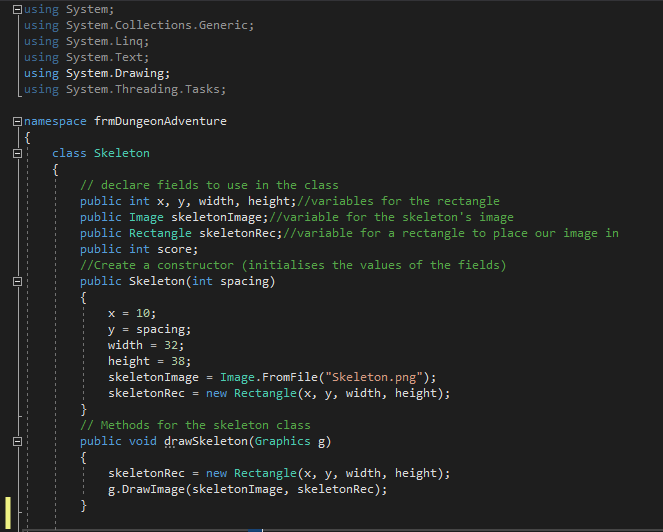 using System;
using System.Collections.Generic;
using System.Linq;
using System.Text;
using System.Drawing;
using System.Threading.Tasks;
namespace frmDungeonAdventure
{
class Skeleton
{
// declare fields to use in the class
public int x, y, width, height;//variables for the rectangle
public Image skeletonImage;//variable for the skeleton's image
public Rectangle skeletonRec;//variable for a rectangle to place our image in
public int score;
//Create a constructor (initialises the values of the fields)
public Skeleton(int spacing)
{
x = 10;
y = spacing;
width = 32;
height = 38;
skeletonImage = Image.FromFile("Skeleton.png");
skeletonRec = new Rectangle(x, y, width, height);
}
// Methods for the skeleton class
public void drawSkeleton(Graphics g)
{
skeletonRec = new Rectangle(x, y, width, height);
g.DrawImage(skeletonImage, skeletonRec);
}